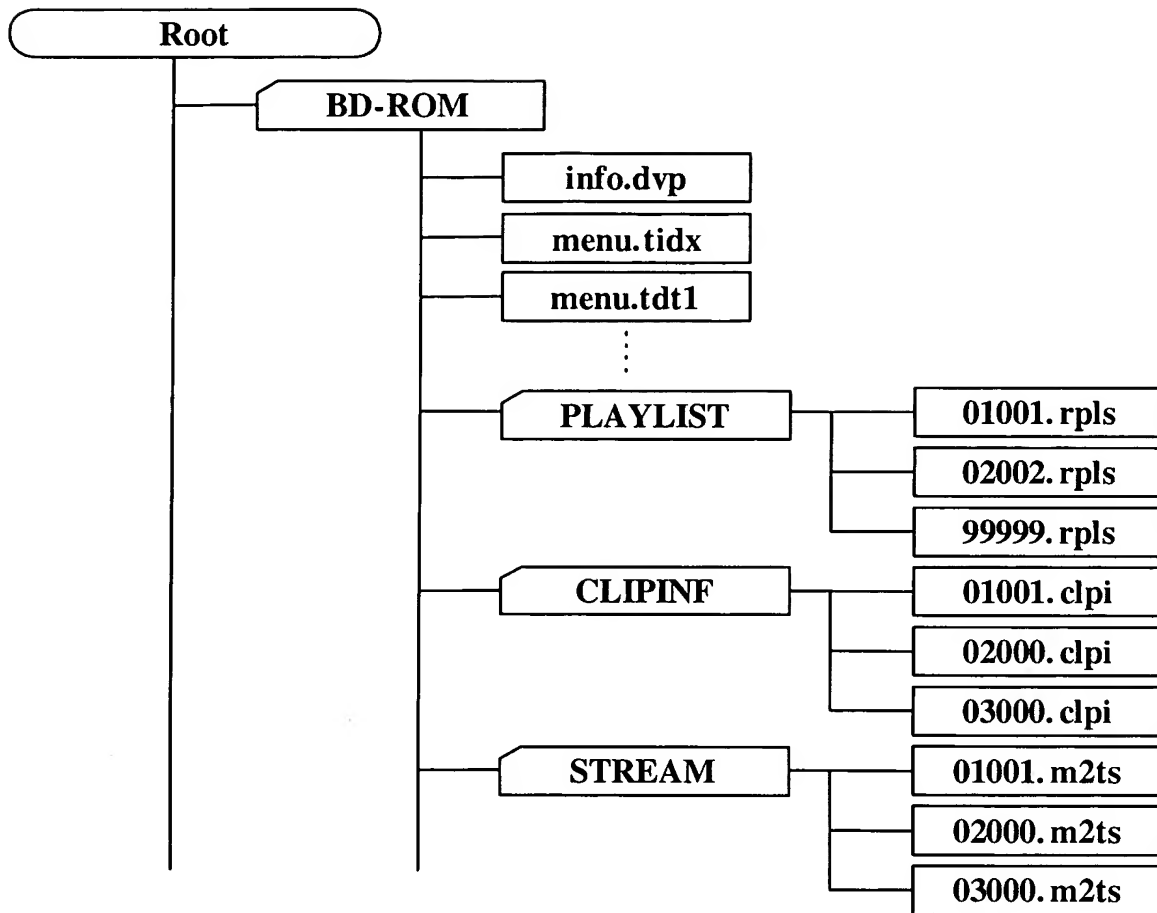 Root
BD-ROM
info.dvp
menu.tidx
menu.tdt1
PLAYLIST
01001.rpls
02002.rpls
99999.rpls
CLIPINF
01001.clpi
02000.clpi
03000.clpi
STREAM
01001.m2ts
02000.m2ts
03000.m2ts